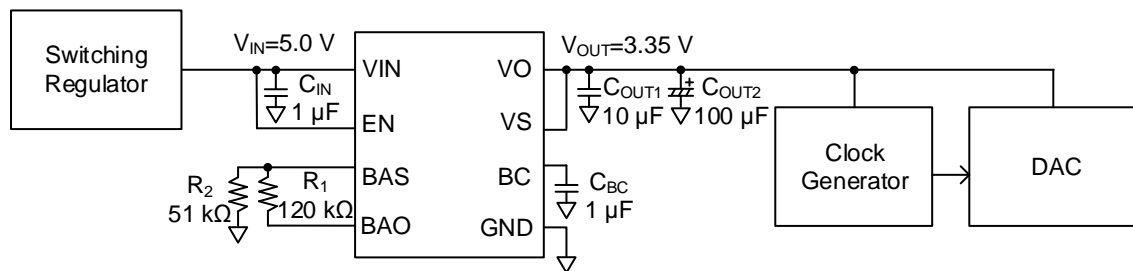 Switching
Regulator
V_IN=5.0 V
C_IN
1 µF
VIN
EN
BAS
BAO
VO
VS
BC
GND
R_2
51 kΩ
R_1
120 kΩ
V_OUT=3.35 V
C_OUT1
10 µF
+
C_OUT2
100 µF
C_BC
1 µF
Clock
Generator
DAC